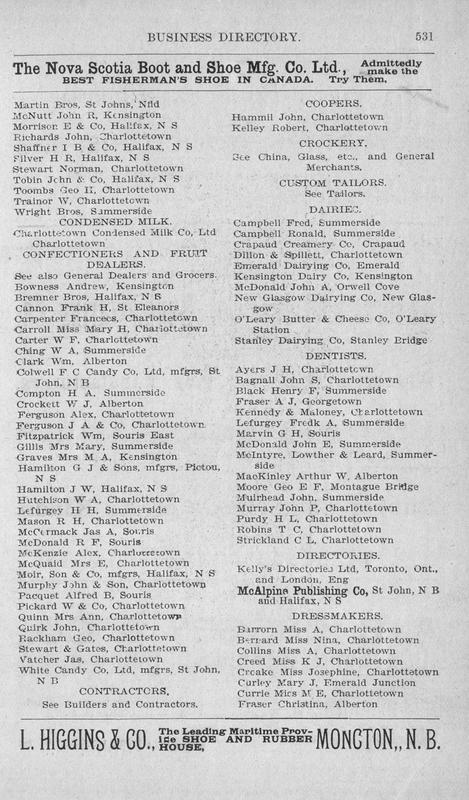 BUSINESS DIRECTORY. 531
The Nova Scotia Boot and Shoe Mfg. Co. Ltd., Admittedly make the
BEST FISHERMAN'S SHOE IN CANADA. Try Them.
Martin Bros, St Johns, Nfld
McNutt John R, Kensington
Morrison E & Co, Halifax, N S
Richards John, Charlottetown
Shaffner I B & Co, Halifax, N S
Silver H R, Halifax, N S
Stewart Norman, Charlottetown
Tobin John & Co, Halifax, N S
Toombs Geo H, Charlottetown
Trainor W, Charlottetown
Wright Bros, Summerside
CONDENSED MILK.
Charlottetown Condensed Milk Co, Ltd
Charlottetown
CONFECTIONERS AND FRUIT
DEALERS.
See also General Dealers and Grocers.
Bowness Andrew, Kensington
Bremner Bros, Halifax, N S
Cannon Frank H, St Eleanors
Carpenter Frances, Charlottetown
Carroll Miss Mary H, Charlottetown
Carter W F, Charlottetown
Ching W A, Summerside
Clark Wm, Alberton
Colwell F C Candy Co, Ltd, mfgrs, St
John, N B
Compton H A, Summerside
Crockett W J, Alberton
Ferguson Alex, Charlottetown
Ferguson J A & Co, Charlottetown
Fitzpatrick Wm, Souris East
Gillis Mrs Mary, Summerside
Graves Mrs M A, Kensington
Hamilton G J & Sons, mfgrs, Pictou,
N S
Hamilton J W, Halifax, N S
Hutchison W A, Charlottetown
Lefurgey H H, Summerside
Mason R H, Charlottetown
McCormack Jas A, Souris
McDonald R F, Souris
McKenzie Alex, Charlottetown
McQuaid Mrs E, Charlottetown
Moir, Son & Co, mfgrs, Halifax, N S
Murphy John & Son, Charlottetown
Pacquet Alfred B, Souris
Pickard W & Co, Charlottetown
Quinn Mrs Ann, Charlottetown
Quirk John, Charlottetown
Rackham Geo, Charlottetown
Stewart & Gates, Charlottetown
Vatcher Jas, Charlottetown
White Candy Co, Ltd, mfgrs, St John,
N B
CONTRACTORS.
See Builders and Contractors.
COOPERS.
Hammil John, Charlottetown
Kelley Robert, Charlottetown
CROCKERY.
See China, Glass, etc., and General
Merchants.
CUSTOM TAILORS.
See Tailors.
DAIRIES.
Campbell Fred, Summerside
Campbell Ronald, Summerside
Crapaud Creamery Co, Crapaud
Dillon & Spillett, Charlottetown
Emerald Dairying Co, Emerald
Kensington Dairy Co, Kensington
McDonald John A, Orwell Cove
New Glasgow Dairying Co, New Glas-
gow
O'Leary Butter & Cheese Co, O'Leary
Station
Stanley Dairying Co, Stanley Bridge
DENTISTS.
Ayers J H, Charlottetown
Bagnall John S, Charlottetown
Black Henry F, Summerside
Fraser A J, Georgetown
Kennedy & Maloney, Charlottetown
Lefurgey Fredk A, Summerside
Marvin G H, Souris
McDonald John E, Summerside
McIntyre, Lowther & Leard, Summer-
side
MacKinley Arthur W, Alberton
Moore Geo E F, Montague Bridge
Muirhead John, Summerside
Murray John P, Charlottetown
Purdy H L, Charlottetown
Robins T C, Charlottetown
Strickland C L, Charlottetown
DIRECTORIES.
Kelly's Directories Ltd, Toronto, Ont.,
and London, Eng
McAlpine Publishing Co, St John, N B
and Halifax, N S
DRESSMAKERS.
Barrorn Miss A, Charlottetown
Bernard Miss Nina, Charlottetown
Collins Miss A, Charlottetown
Creed Miss K J, Charlottetown
Croake Miss Josephine, Charlottetown
Curley Mary J, Emerald Junction
Currie Miss M E, Charlottetown
Fraser Christina, Alberton
L. HIGGINS & CO., The Leading Maritime Prov-ice SHOE AND RUBBER HOUSE, MONCTON,, N. B.